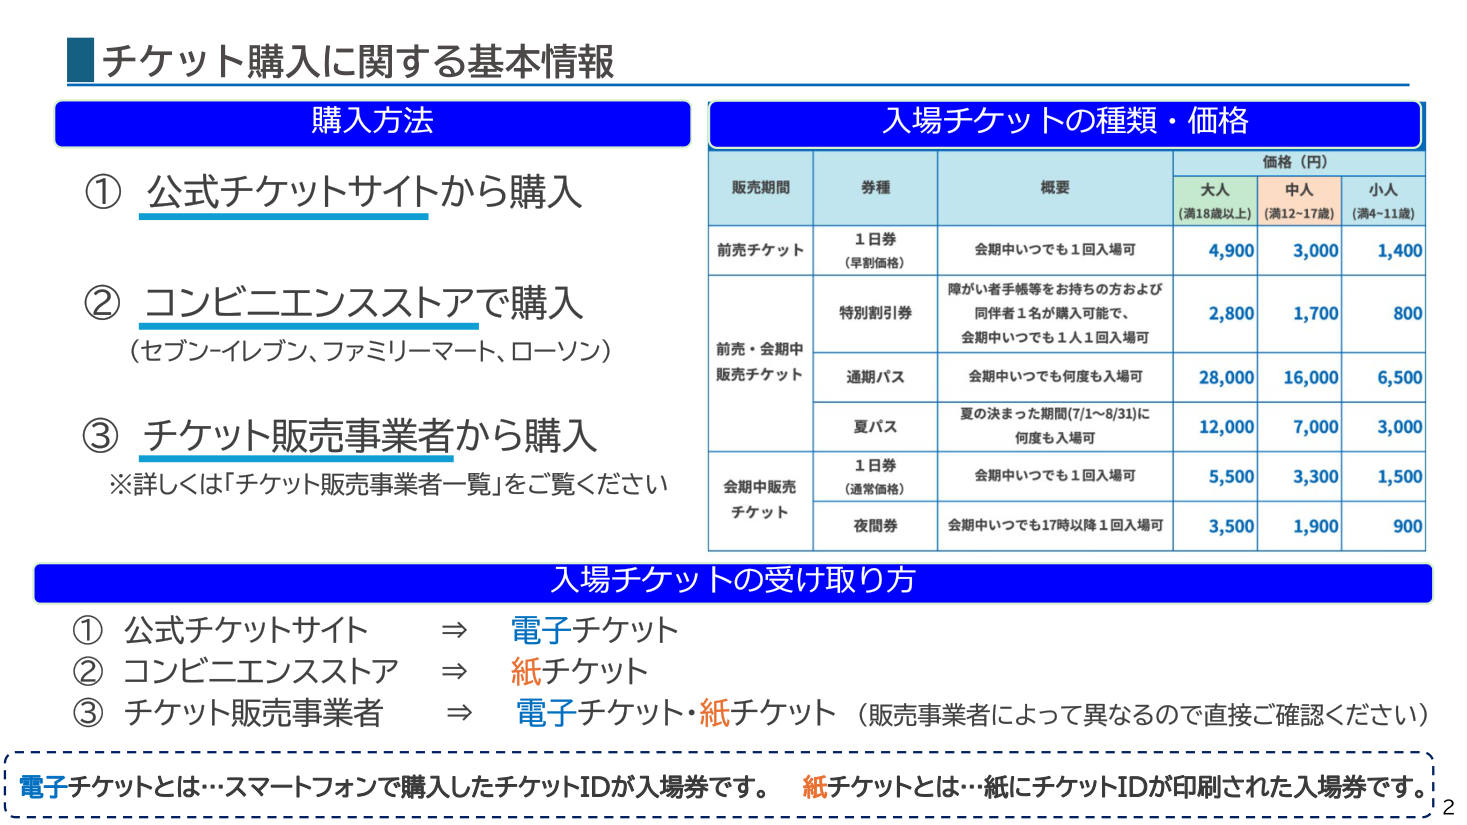 チケット購入に関する基本情報
購入方法
① 公式チケットサイトから購入
② コンビニエンスストアで購入
（セブン-イレブン、ファミリーマート、ローソン）
③ チケット販売事業者から購入
※詳しくは「チケット販売事業者一覧」をご覧ください
入場チケットの種類・価格
販売期間 券種 概要 価格（円）
大人 中人 小人
(満18歳以上) (満12~17歳) (満4~11歳)
前売チケット １日券 会期中いつでも１回入場可 4,900 3,000 1,400
（早割価格）
前売・会期中
販売チケット
特別割引券 障がい者手帳等をお持ちの方および
同伴者１名が購入可能で、 2,800 1,700 800
会期中いつでも１人１回入場可
通期パス 会期中いつでも何度も入場可 28,000 16,000 6,500
夏パス 夏の決まった期間(7/1～8/31)に
何度も入場可 12,000 7,000 3,000
会期中販売
チケット
１日券 会期中いつでも１回入場可 5,500 3,300 1,500
（通常価格）
夜間券 会期中いつでも17時以降１回入場可 3,500 1,900 900
入場チケットの受け取り方
① 公式チケットサイト ⇒ 電子チケット
② コンビニエンスストア ⇒ 紙チケット
③ チケット販売事業者 ⇒ 電子チケット・紙チケット （販売事業者によって異なるので直接ご確認ください）
電子チケットとは…スマートフォンで購入したチケットIDが入場券です。 紙チケットとは…紙にチケットIDが印刷された入場券です。
2